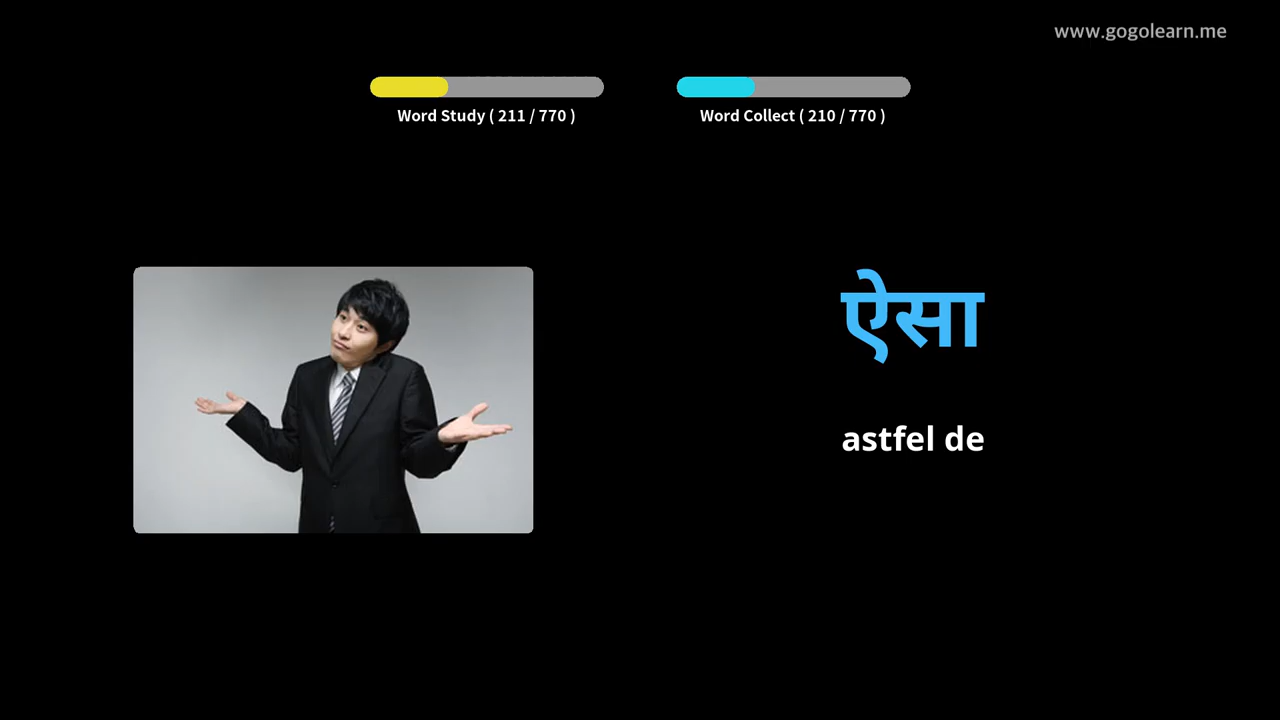 www.gogolearn.me
Word Study ( 211 / 770 )
Word Collect ( 210 / 770 )
ऐसा
astfel de